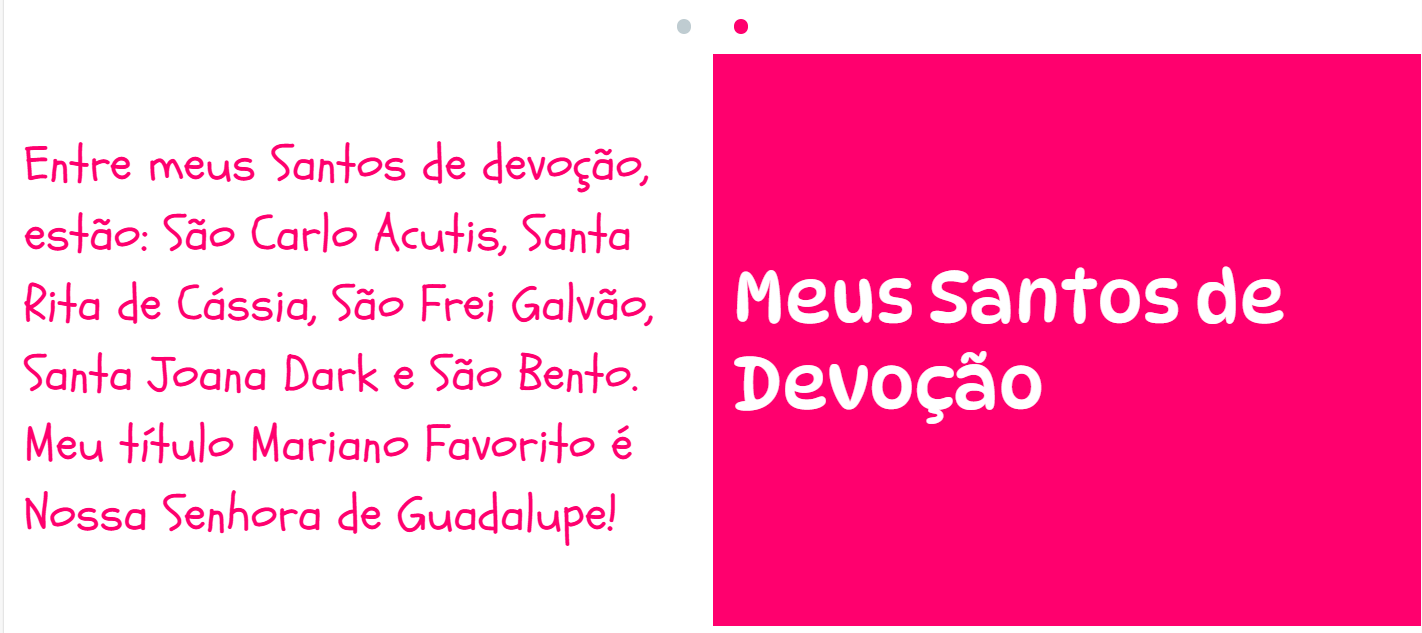 Entre meus Santos de devoção,
estão: São Carlo Acutis, Santa
Rita de Cássia, São Frei Galvão,
Santa Joana Dark e São Bento.
Meu título Mariano Favorito é
Nossa Senhora de Guadalupe!
Meus Santos de
Devoção